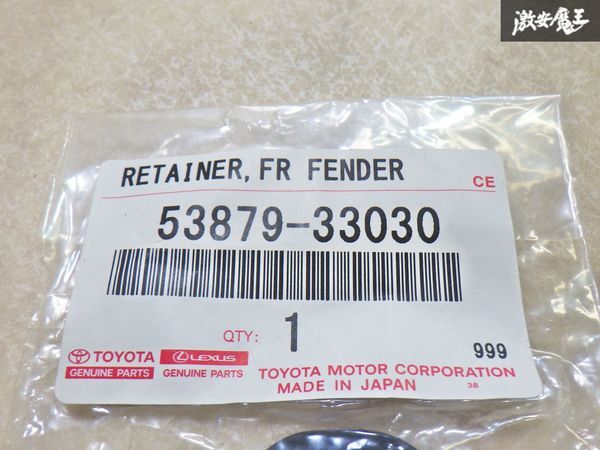 激安魔王
RETAINER, FR FENDER
CE
53879-33030
QTY: 1
999
TOYOTA
GENUINE PARTS
LEXUS
GENUINE PARTS
TOYOTA MOTOR CORPORATION
MADE IN JAPAN
38